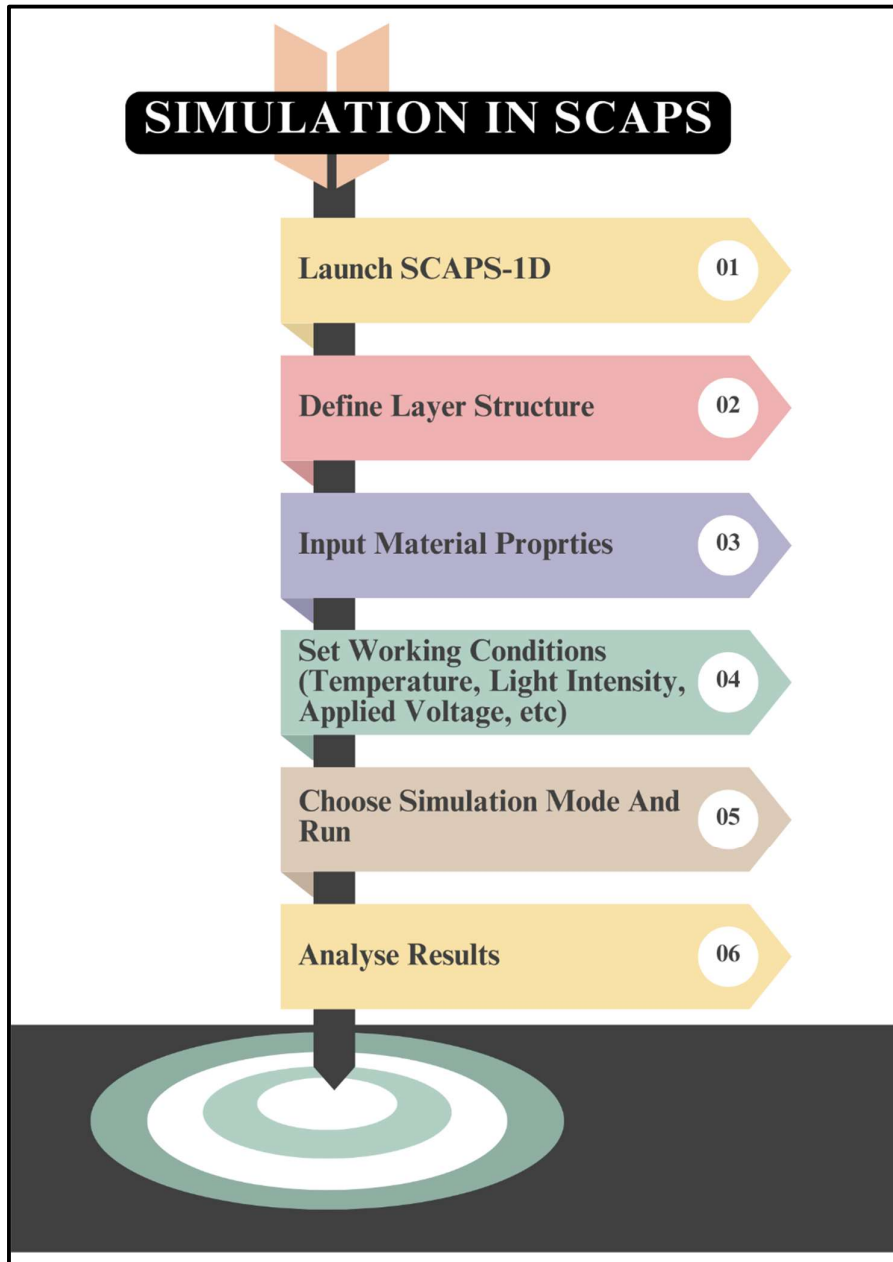 SIMULATION IN SCAPS
Launch SCAPS-1D
01
Define Layer Structure
02
Input Material Proprties
03
Set Working Conditions
(Temperature, Light Intensity,
Applied Voltage, etc)
04
Choose Simulation Mode And
Run
05
Analyse Results
06